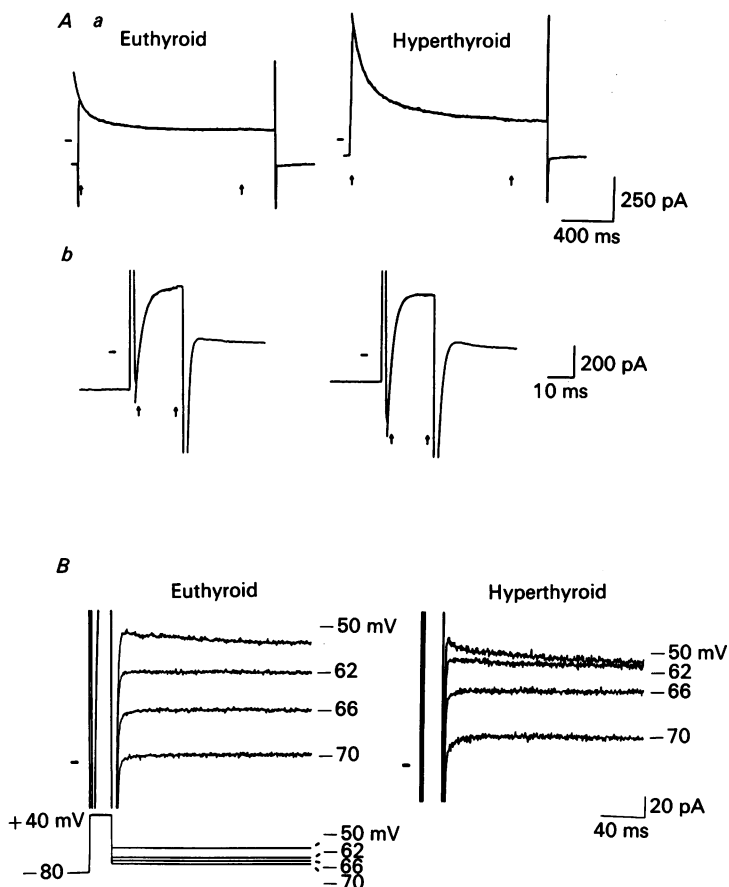 A a
Euthyroid
Hyperthyroid
250 pA
400 ms
b
200 pA
10 ms
B
Euthyroid
Hyperthyroid
−50 mV
−62
−66
−70
−50 mV
−62
−66
−70
+40 mV
−80
−50 mV
−62
−66
−70
20 pA
40 ms